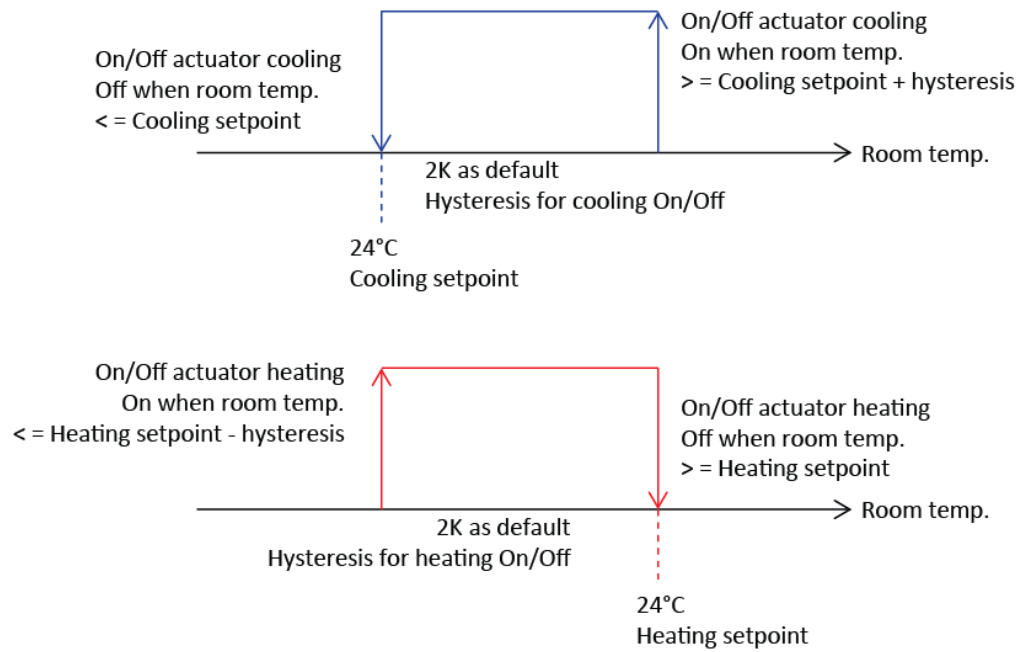 On/Off actuator cooling
Off when room temp.
< = Cooling setpoint
On/Off actuator cooling
On when room temp.
> = Cooling setpoint + hysteresis
Room temp.
2K as default
Hysteresis for cooling On/Off
24°C
Cooling setpoint
On/Off actuator heating
On when room temp.
< = Heating setpoint - hysteresis
On/Off actuator heating
Off when room temp.
> = Heating setpoint
Room temp.
2K as default
Hysteresis for heating On/Off
24°C
Heating setpoint